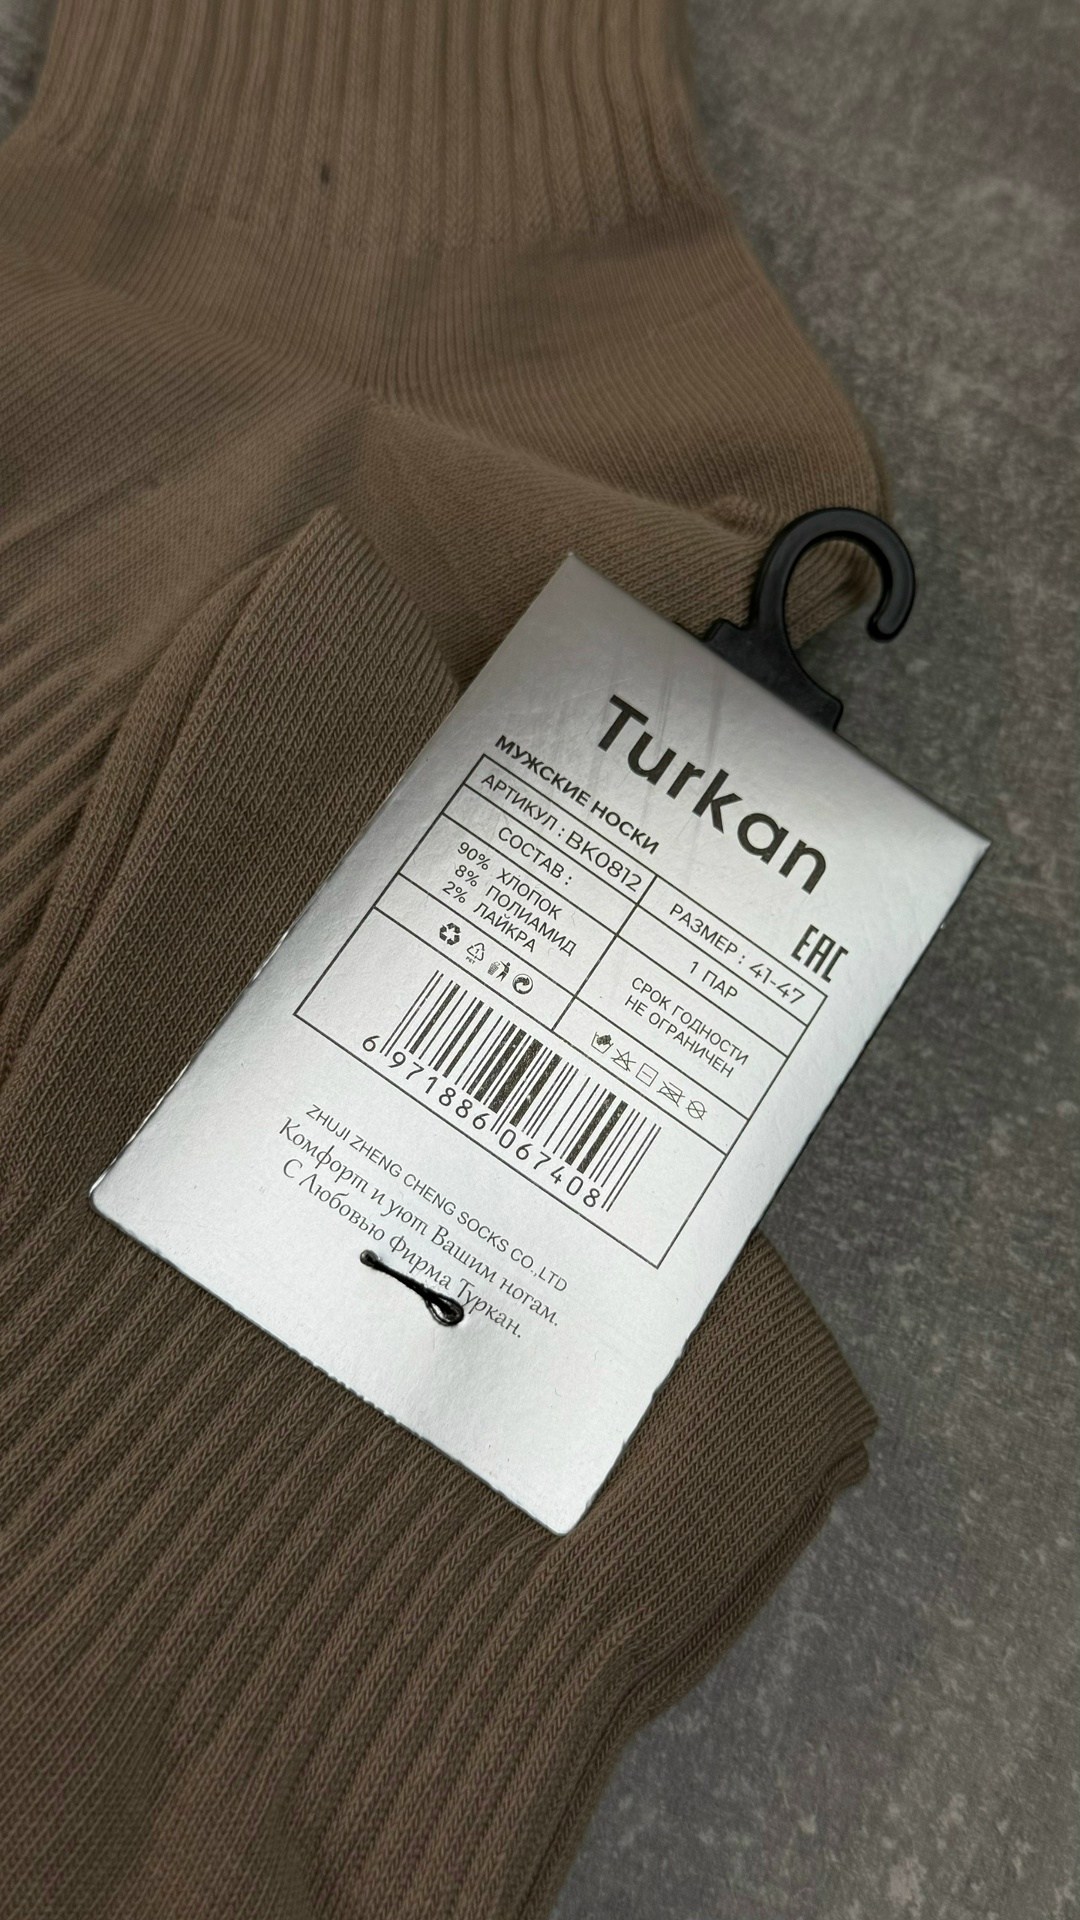 Turkan
МУЖСКИЕ НОСКИ
EAC
АРТИКУЛ : BK0812
РАЗМЕР : 41-47
СОСТАВ :
1 ПАР
90% ХЛОПОК
8% ПОЛИАМИД
2% ЛАЙКРА
СРОК ГОДНОСТИ
НЕ ОГРАНИЧЕН
6 971886 067408
ZHUJI ZHENG CHENG SOCKS CO.,LTD
Комфорт и уют Вашим ногам.
С Любовью фирма Туркан.